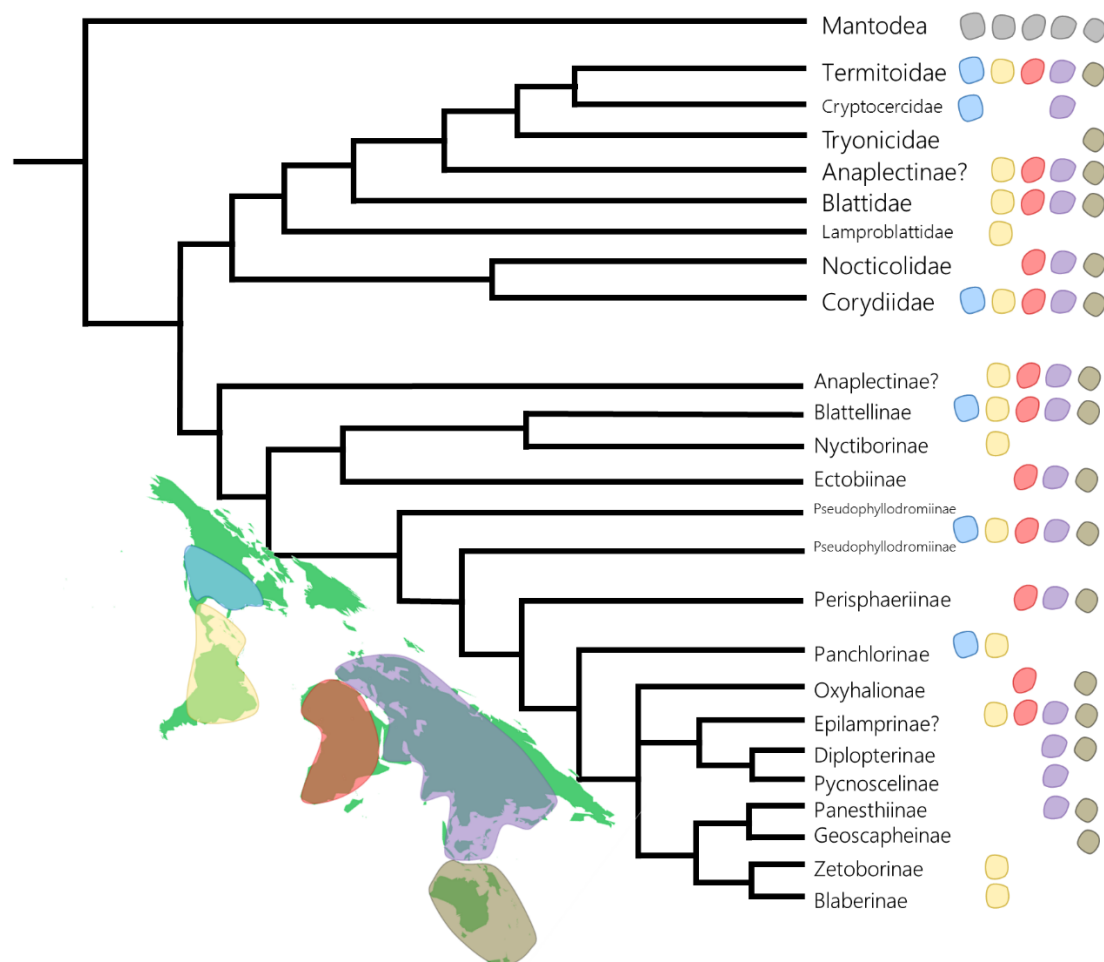 Mantodea
Termitoidae
Cryptocercidae
Tryonicidae
Anaplectinae?
Blattidae
Lamproblattidae
Nocticolidae
Corydiidae
Anaplectinae?
Blattellinae
Nyctiborinae
Ectobiinae
Pseudophyllodromiinae
Pseudophyllodromiinae
Perisphaeriinae
Panchlorinae
Oxyhalionae
Epilamprinae?
Diplopterinae
Pycnoscelinae
Panesthiinae
Geoscapheinae
Zetoborinae
Blaberinae